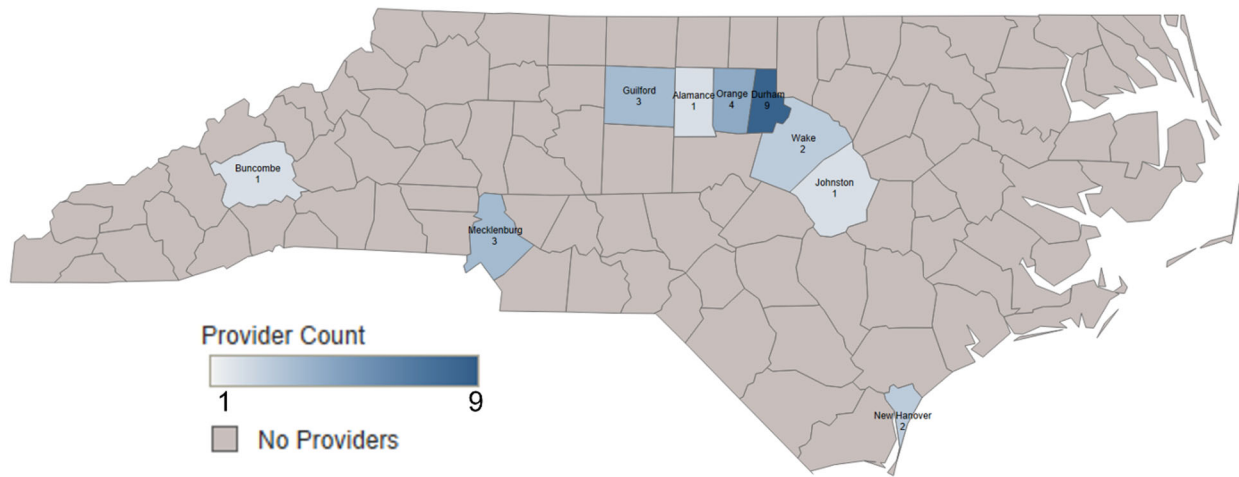 Guilford
3
Alamance
1
Orange
4
Durham
9
Wake
2
Buncombe
1
Johnston
1
Mecklenburg
3
New Hanover
2
Provider Count
1 9
No Providers